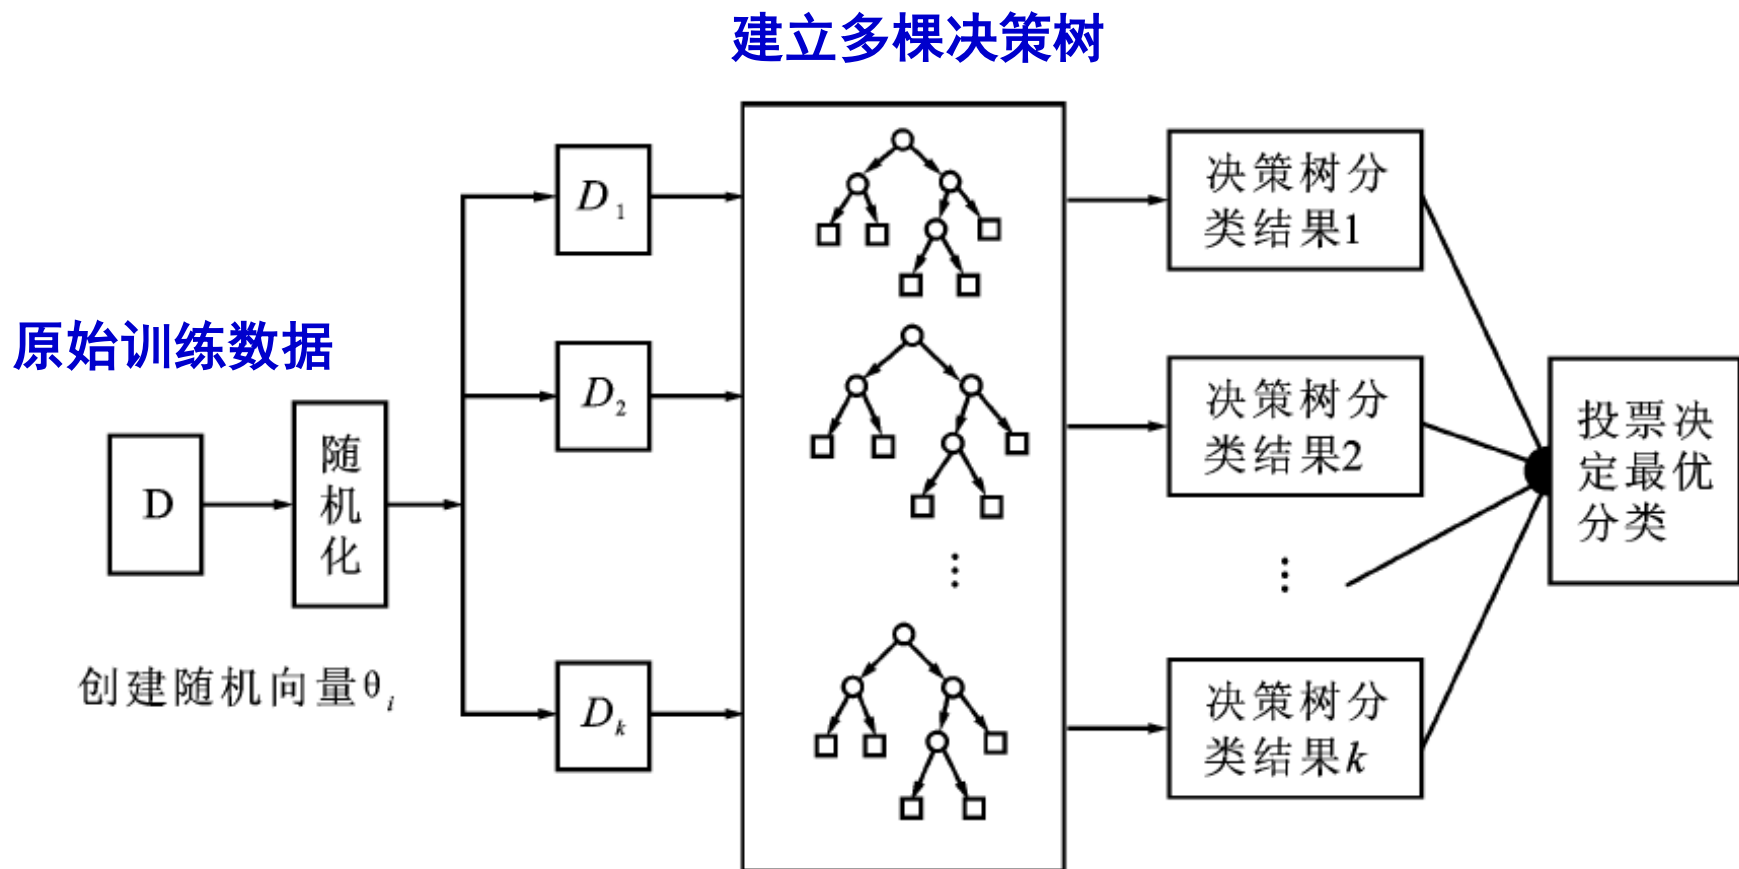 建立多棵决策树
原始训练数据
D
随
机
化
创建随机向量θi
D1
D2
Dk
⋮
决策树分
类结果1
决策树分
类结果2
⋮
决策树分
类结果k
投票决
定最优
分类